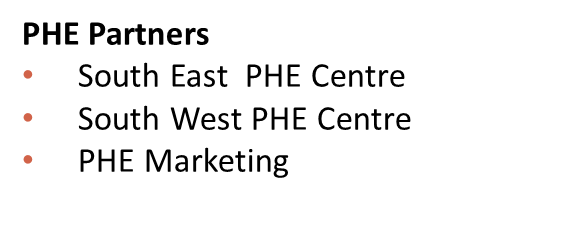 PHE Partners
• South East  PHE Centre
• South West PHE Centre
• PHE Marketing